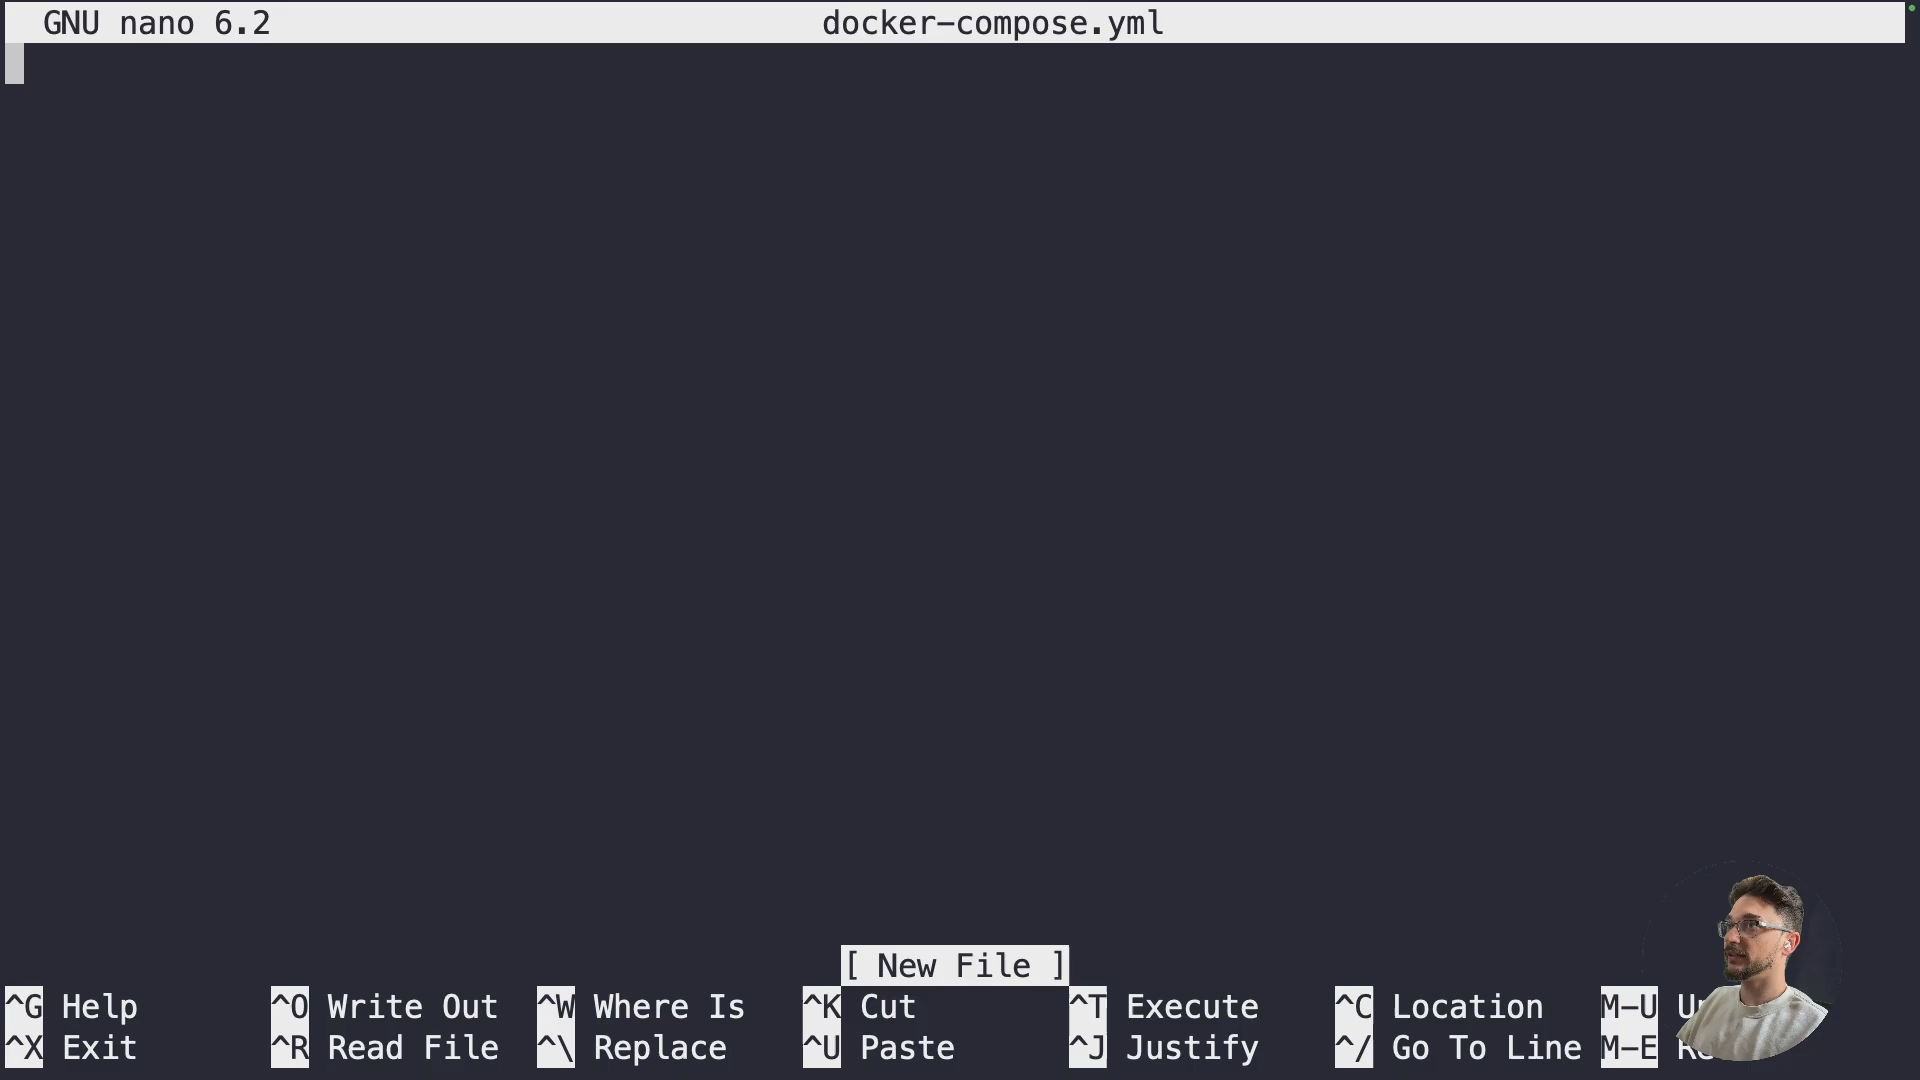 GNU nano 6.2 docker-compose.yml
[ New File ]
^G Help ^O Write Out ^W Where Is ^K Cut ^T Execute ^C Location M-U
^X Exit ^R Read File ^\ Replace ^U Paste ^J Justify ^/ Go To Line M-E